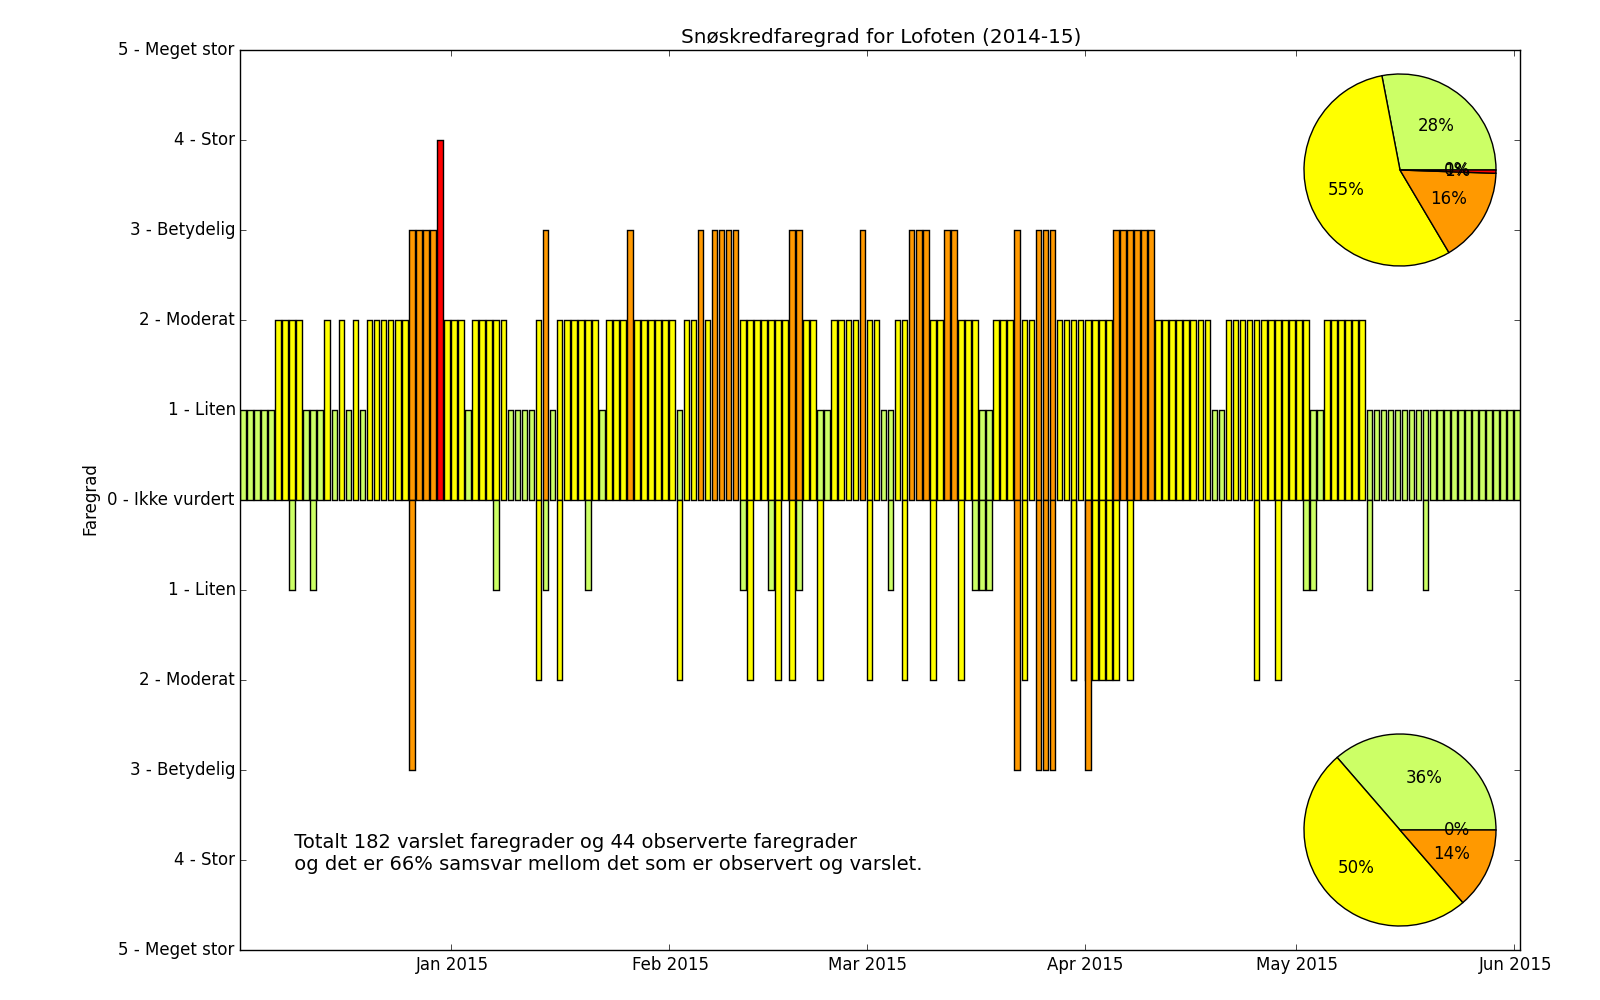 Snøskredfaregrad for Lofoten (2014-15)
5 - Meget stor
4 - Stor
3 - Betydelig
2 - Moderat
1 - Liten
0 - Ikke vurdert
1 - Liten
2 - Moderat
3 - Betydelig
4 - Stor
5 - Meget stor
Faregrad
28%
55%
16%
36%
0%
14%
50%
Totalt 182 varslet faregrader og 44 observerte faregrader
og det er 66% samsvar mellom det som er observert og varslet.
Jan 2015
Feb 2015
Mar 2015
Apr 2015
May 2015
Jun 2015